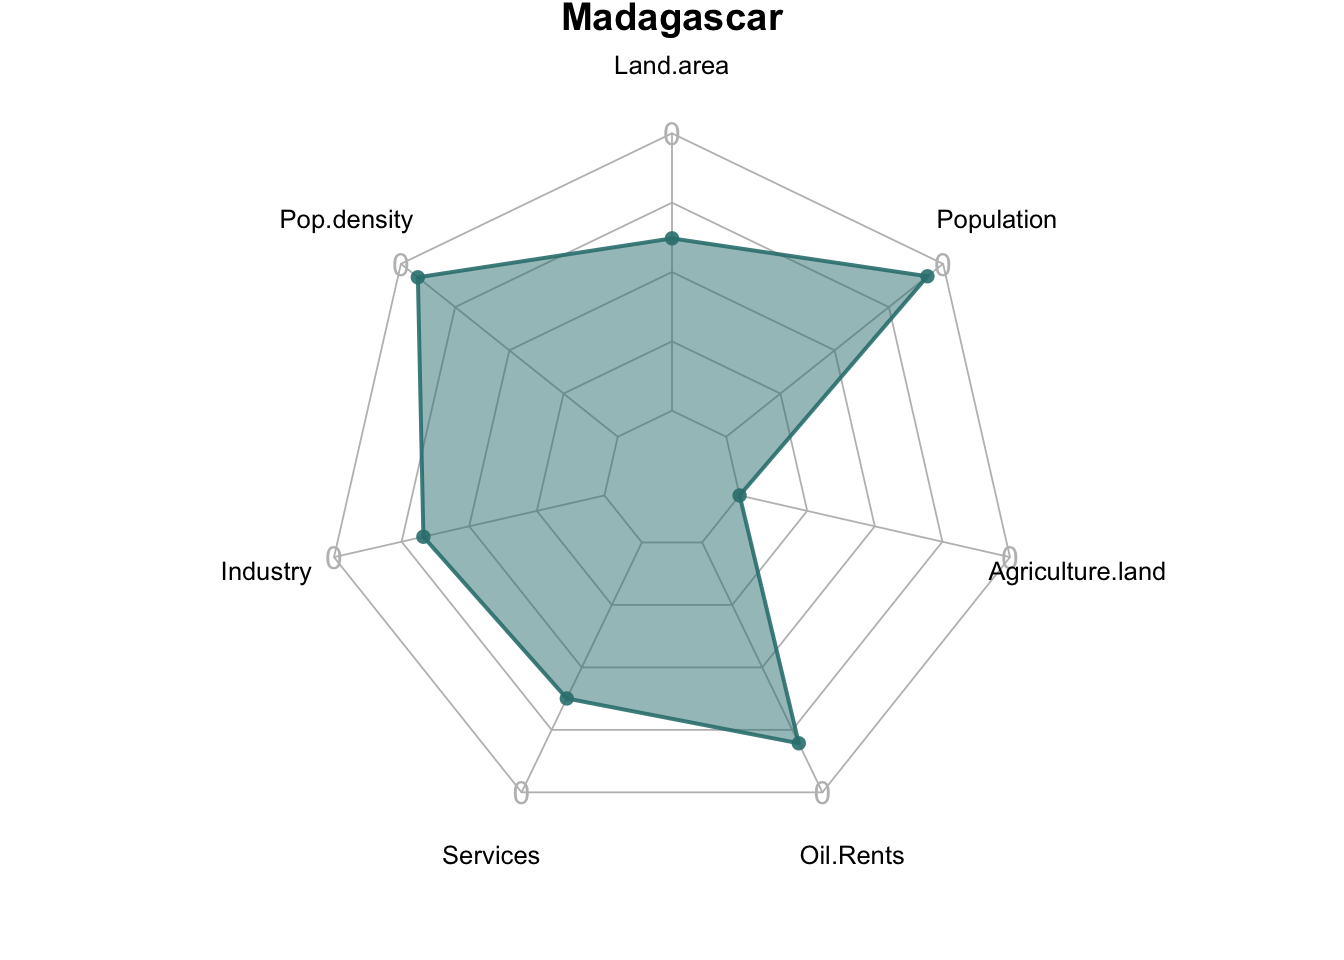 Madagascar
Land.area
0
Pop.density
Population
0
0
Industry
0
0
Agriculture.land
0
0
Services
Oil.Rents